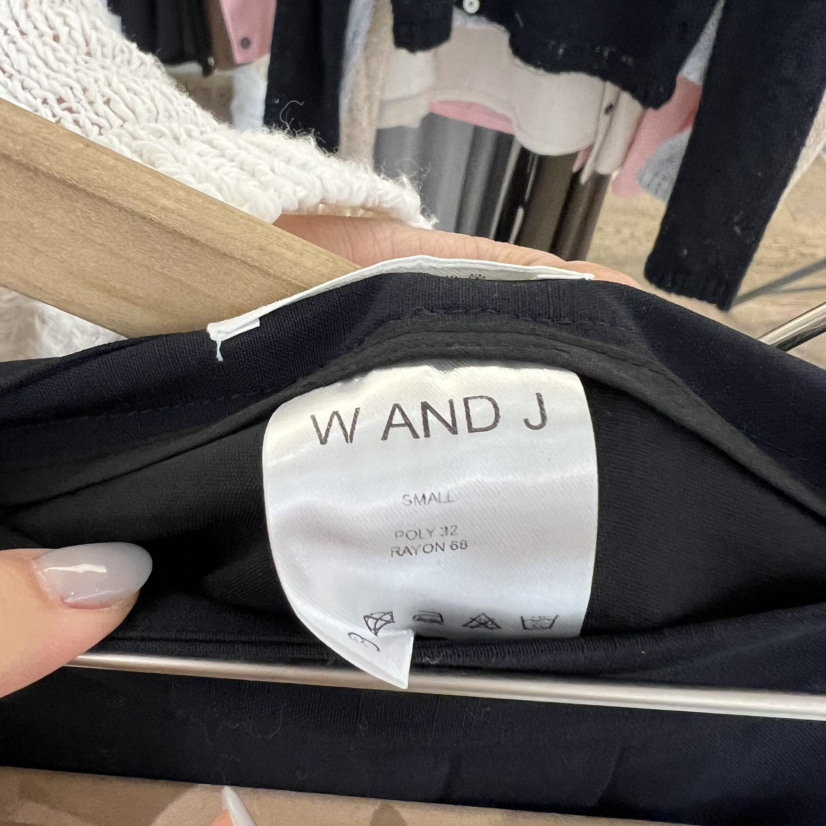 W AND J
SMALL
POLY 32
RAYON 68